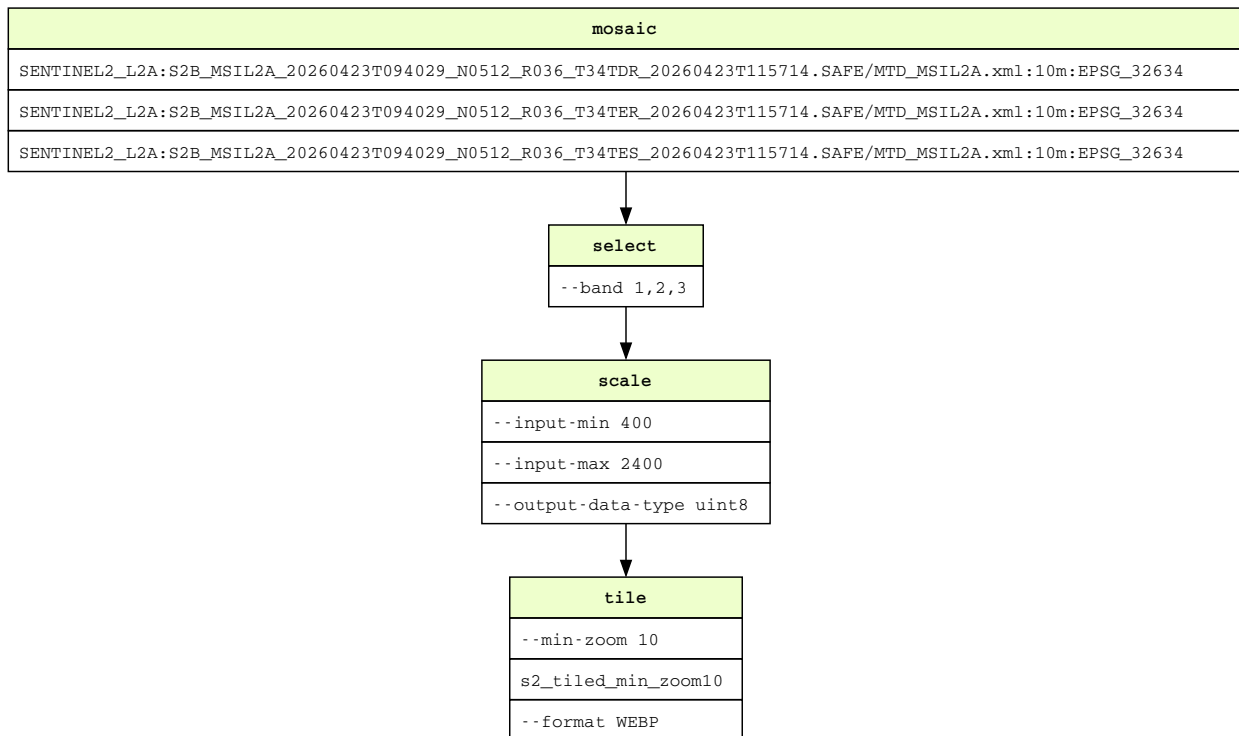 mosaic
SENTINEL2_L2A:S2B_MSIL2A_20260423T094029_N0512_R036_T34TDR_20260423T115714.SAFE/MTD_MSIL2A.xml:10m:EPSG_32634
SENTINEL2_L2A:S2B_MSIL2A_20260423T094029_N0512_R036_T34TER_20260423T115714.SAFE/MTD_MSIL2A.xml:10m:EPSG_32634
SENTINEL2_L2A:S2B_MSIL2A_20260423T094029_N0512_R036_T34TES_20260423T115714.SAFE/MTD_MSIL2A.xml:10m:EPSG_32634
select
--band 1,2,3
scale
--input-min 400
--input-max 2400
--output-data-type uint8
tile
--min-zoom 10
s2_tiled_min_zoom10
--format WEBP